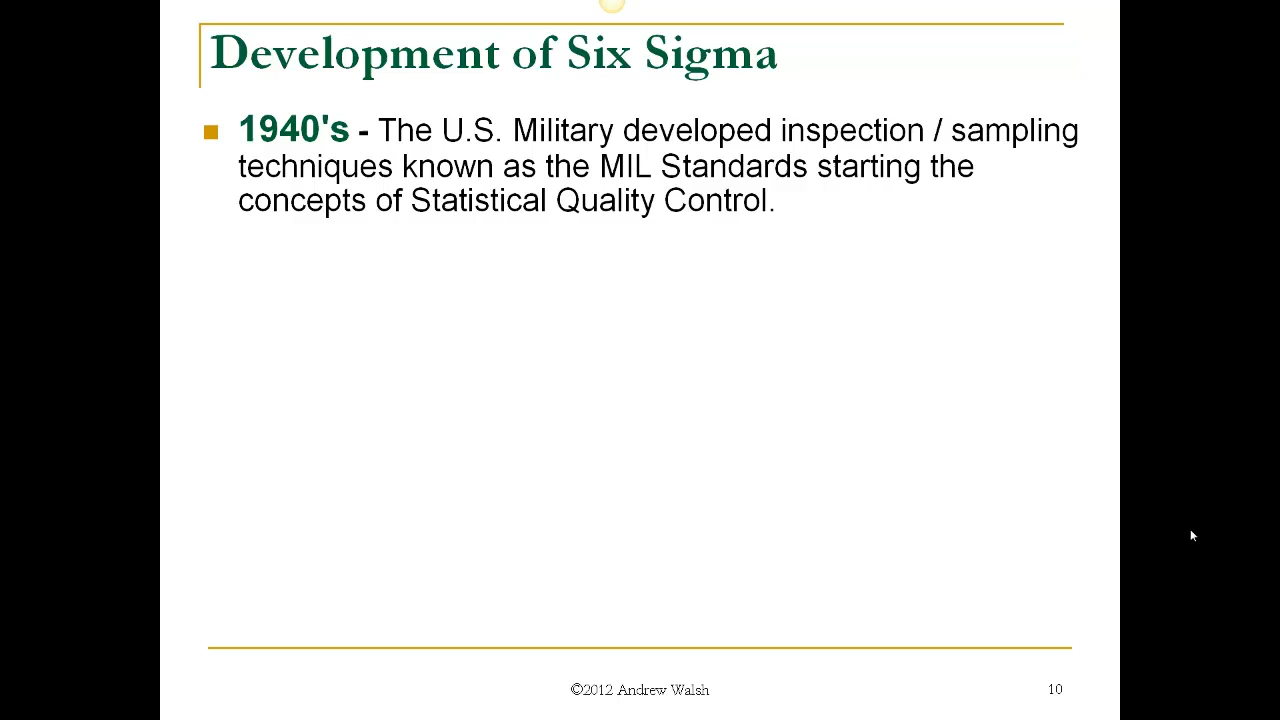 Development of Six Sigma
1940's - The U.S. Military developed inspection / sampling
techniques known as the MIL Standards starting the
concepts of Statistical Quality Control.
©2012 Andrew Walsh
10